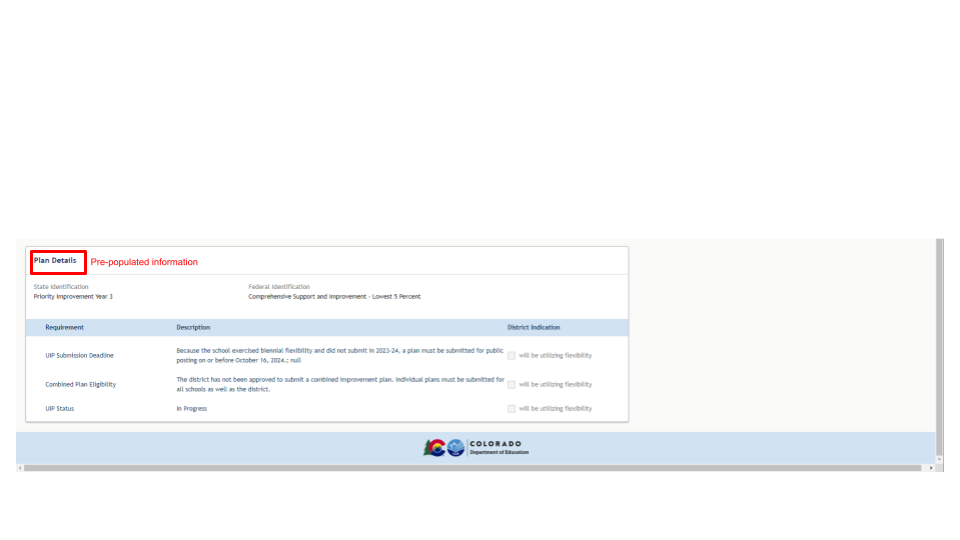 Plan Details
Pre-populated information
State Identification
Federal Identification
Priority Improvement Year 3
Comprehensive Support and Improvement - Lowest 5 Percent
Requirement
Description
District Indication
UIP Submission Deadline
Because the school exercised biennial flexibility and did not submit in 2023-24, a plan must be submitted for public
posting on or before October 16, 2024.; null
will be utilizing flexibility
Combined Plan Eligibility
The district has not been approved to submit a combined improvement plan. Individual plans must be submitted for
all schools as well as the district.
will be utilizing flexibility
UIP Status
In Progress
will be utilizing flexibility
COLORADO
Department of Education